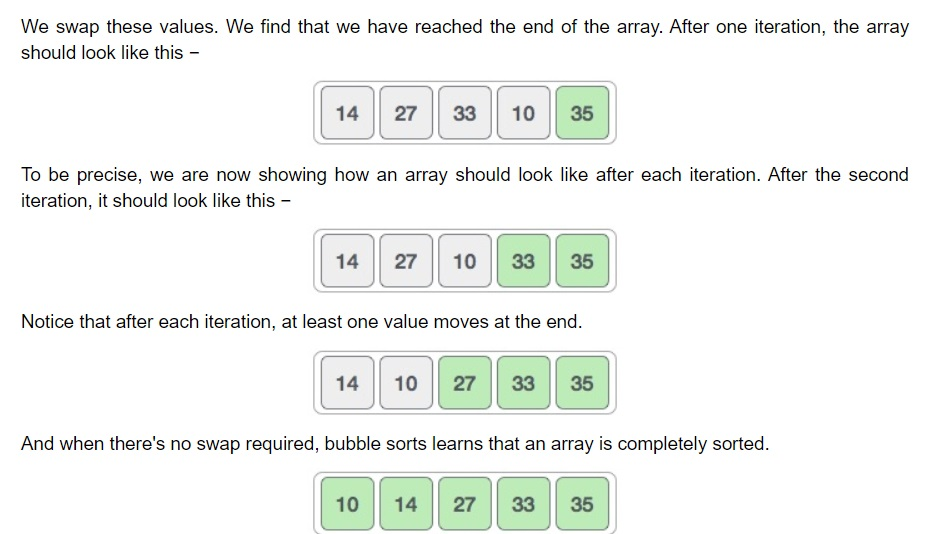 We swap these values. We find that we have reached the end of the array. After one iteration, the array
should look like this −
14 27 33 10 35
To be precise, we are now showing how an array should look like after each iteration. After the second
iteration, it should look like this −
14 27 10 33 35
Notice that after each iteration, at least one value moves at the end.
14 10 27 33 35
And when there's no swap required, bubble sorts learns that an array is completely sorted.
10 14 27 33 35